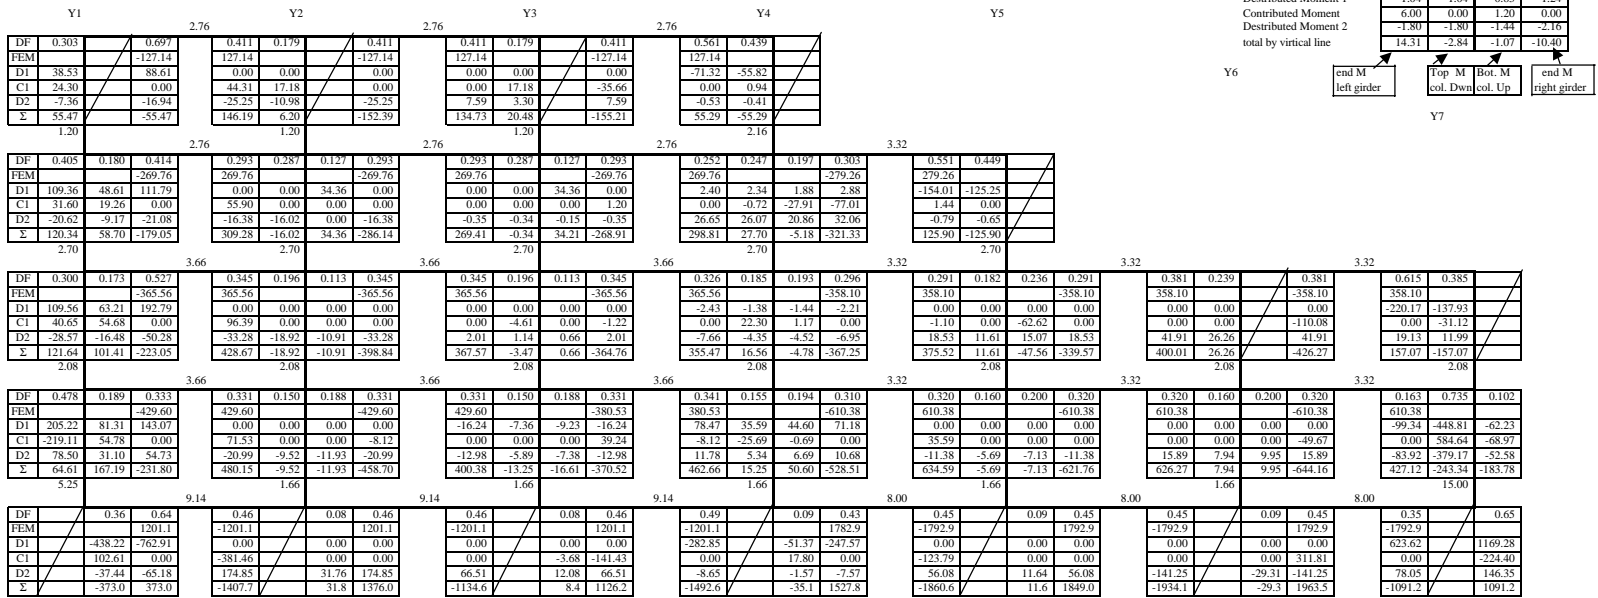 Y1 Y2 Y3 Y4 Y5
Contributed Moment 6.00 0.00 1.20 0.00
Destributed Moment 2 -1.80 -1.80 -1.44 -2.16
total by virtical line 14.31 -2.84 -1.07 -10.40
Y6 end M Top M Bot. M end M
left girder col. Dwn col. Up right girder
Y7
2.76 2.76 2.76
DF 0.303 0.697 0.411 0.179 0.411 0.411 0.179 0.411 0.561 0.439
FEM -127.14 127.14 -127.14 127.14 -127.14 127.14
D1 38.53 88.61 0.00 0.00 0.00 0.00 0.00 0.00 -71.32 -55.82
C1 24.30 0.00 44.31 17.18 0.00 0.00 17.18 -35.66 0.00 0.94
D2 -7.36 -16.94 -25.25 -10.98 -25.25 7.59 3.30 7.59 -0.53 -0.41
Σ 55.47 -55.47 146.19 6.20 -152.39 134.73 20.48 -155.21 55.29 -55.29
1.20 1.20 1.20 2.16
2.76 2.76 2.76 3.32
DF 0.405 0.180 0.414 0.293 0.287 0.127 0.293 0.293 0.287 0.127 0.293 0.252 0.247 0.197 0.303 0.551 0.449
FEM -269.76 269.76 -269.76 269.76 -269.76 269.76 -279.26 279.26
D1 109.36 48.61 111.79 0.00 0.00 34.36 0.00 0.00 0.00 34.36 0.00 2.40 2.34 1.88 2.88 -154.01 -125.25
C1 31.60 19.26 0.00 55.90 0.00 0.00 0.00 0.00 0.00 0.00 1.20 0.00 -0.72 -27.91 -77.01 1.44 0.00
D2 -20.62 -9.17 -21.08 -16.38 -16.02 0.00 -16.38 -0.35 -0.34 -0.15 -0.35 26.65 26.07 20.86 32.06 -0.79 -0.65
Σ 120.34 58.70 -179.05 309.28 -16.02 34.36 -286.14 269.41 -0.34 34.21 -268.91 298.81 27.70 -5.18 -321.33 125.90 -125.90
2.70 2.70 2.70 2.70 2.70
3.66 3.66 3.66 3.32 3.32 3.32
DF 0.300 0.173 0.527 0.345 0.196 0.113 0.345 0.345 0.196 0.113 0.345 0.326 0.185 0.193 0.296 0.291 0.182 0.236 0.291 0.381 0.239 0.381 0.615 0.385
FEM -365.56 365.56 -365.56 365.56 -365.56 365.56 -358.10 358.10 -358.10 358.10 -358.10 358.10
D1 109.56 63.21 192.79 0.00 0.00 0.00 0.00 0.00 0.00 0.00 0.00 -2.43 -1.38 -1.44 -2.21 0.00 0.00 0.00 0.00 0.00 0.00 0.00 -220.17 -137.93
C1 40.65 54.68 0.00 96.39 0.00 0.00 0.00 0.00 -4.61 0.00 -1.22 0.00 22.30 1.17 0.00 -1.10 0.00 -62.62 0.00 0.00 0.00 -110.08 0.00 -31.12
D2 -28.57 -16.48 -50.28 -33.28 -18.92 -10.91 -33.28 2.01 1.14 0.66 2.01 -7.66 -4.35 -4.52 -6.95 18.53 11.61 15.07 18.53 41.91 26.26 41.91 19.13 11.99
Σ 121.64 101.41 -223.05 428.67 -18.92 -10.91 -398.84 367.57 -3.47 0.66 -364.76 355.47 16.56 -4.78 -367.25 375.52 11.61 -47.56 -339.57 400.01 26.26 -426.27 157.07 -157.07
2.08 2.08 2.08 2.08 2.08 2.08 2.08
3.66 3.66 3.66 3.32 3.32 3.32
DF 0.478 0.189 0.333 0.331 0.150 0.188 0.331 0.331 0.150 0.188 0.331 0.341 0.155 0.194 0.310 0.320 0.160 0.200 0.320 0.320 0.160 0.200 0.320 0.163 0.735 0.102
FEM -429.60 429.60 -429.60 429.60 -380.53 380.53 -610.38 610.38 -610.38 610.38 -610.38 610.38
D1 205.22 81.31 143.07 0.00 0.00 0.00 0.00 -16.24 -7.36 -9.23 -16.24 78.47 35.59 44.60 71.18 0.00 0.00 0.00 0.00 0.00 0.00 0.00 0.00 -99.34 -448.81 -62.23
C1 -219.11 54.78 0.00 71.53 0.00 0.00 -8.12 0.00 0.00 0.00 39.24 -8.12 -25.69 -0.69 0.00 35.59 0.00 0.00 0.00 0.00 0.00 0.00 -49.67 0.00 584.64 -68.97
D2 78.50 31.10 54.73 -20.99 -9.52 -11.93 -20.99 -12.98 -5.89 -7.38 -12.98 11.78 5.34 6.69 10.68 -11.38 -5.69 -7.13 -11.38 15.89 7.94 9.95 15.89 -83.92 -379.17 -52.58
Σ 64.61 167.19 -231.80 480.15 -9.52 -11.93 -458.70 400.38 -13.25 -16.61 -370.52 462.66 15.25 50.60 -528.51 634.59 -5.69 -7.13 -621.76 626.27 7.94 9.95 -644.16 427.12 -243.34 -183.78
5.25 1.66 1.66 1.66 1.66 1.66 15.00
9.14 9.14 9.14 8.00 8.00 8.00
DF 0.36 0.64 0.46 0.08 0.46 0.46 0.08 0.46 0.49 0.09 0.43 0.45 0.09 0.45 0.45 0.09 0.45 0.35 0.65
FEM 1201.1 -1201.1 1201.1 -1201.1 1201.1 -1201.1 1782.9 -1792.9 1792.9 -1792.9 1792.9 -1792.9
D1 -438.22 -762.91 0.00 0.00 0.00 0.00 0.00 0.00 -282.85 -51.37 -247.57 0.00 0.00 0.00 0.00 0.00 0.00 623.62 1169.28
C1 102.61 0.00 -381.46 0.00 0.00 0.00 -3.68 -141.43 0.00 17.80 0.00 -123.79 0.00 0.00 0.00 0.00 311.81 0.00 -224.40
D2 -37.44 -65.18 174.85 31.76 174.85 66.51 12.08 66.51 -8.65 -1.57 -7.57 56.08 11.64 56.08 -141.25 -29.31 -141.25 78.05 146.35
Σ -373.0 373.0 -1407.7 31.8 1376.0 -1134.6 8.4 1126.2 -1492.6 -35.1 1527.8 -1860.6 11.6 1849.0 -1934.1 -29.3 1963.5 -1091.2 1091.2